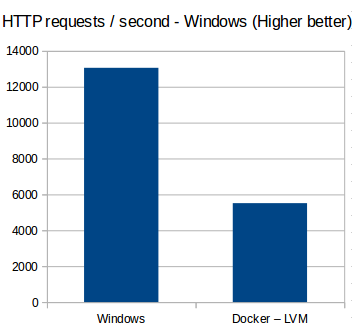 HTTP requests / second - Windows (Higher better)
14000
12000
10000
8000
6000
4000
2000
0
Windows
Docker – LVM